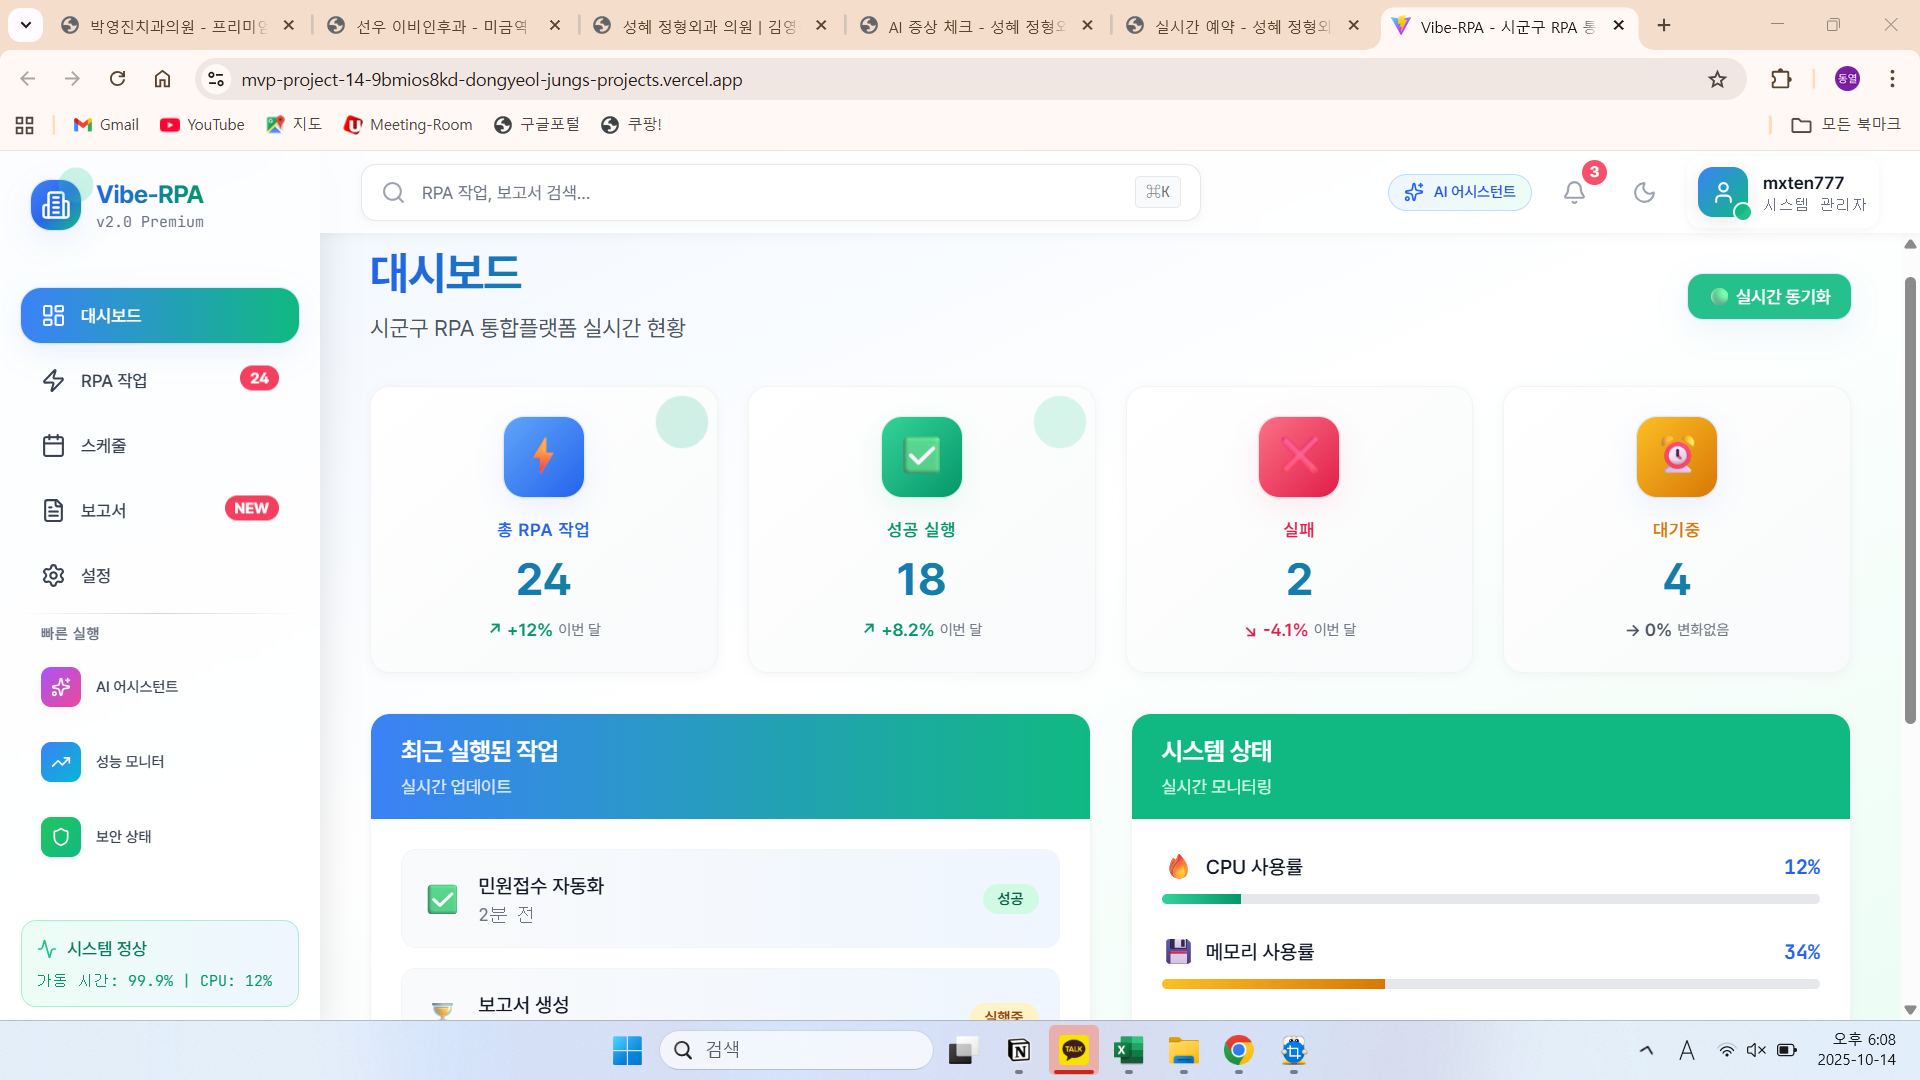 박영진치과의원 - 프리미엄
선우 이비인후과 - 미금역
성혜 정형외과 의원 | 김영
AI 증상 체크 - 성혜 정형외
실시간 예약 - 성혜 정형외
Vibe-RPA - 시군구 RPA 통
mvp-project-14-9bmios8kd-dongyeol-jungs-projects.vercel.app
동열
Gmail
YouTube
지도
Meeting-Room
구글포털
쿠팡!
모든 북마크
Vibe-RPA
v2.0 Premium
RPA 작업, 보고서 검색...
⌘K
AI 어시스턴트
3
mxten777
시스템 관리자
대시보드
RPA 작업
24
스케줄
보고서
NEW
설정
빠른 실행
AI 어시스턴트
성능 모니터
보안 상태
시스템 정상
가동 시간: 99.9% | CPU: 12%
대시보드
시군구 RPA 통합플랫폼 실시간 현황
실시간 동기화
총 RPA 작업
24
↗ +12% 이번 달
성공 실행
18
↗ +8.2% 이번 달
실패
2
↘ -4.1% 이번 달
대기중
4
→ 0% 변화없음
최근 실행된 작업
실시간 업데이트
민원접수 자동화
2분 전
성공
보고서 생성
실행중
시스템 상태
실시간 모니터링
CPU 사용률
12%
메모리 사용률
34%
검색
N
TALK
X
A
오후 6:08
2025-10-14